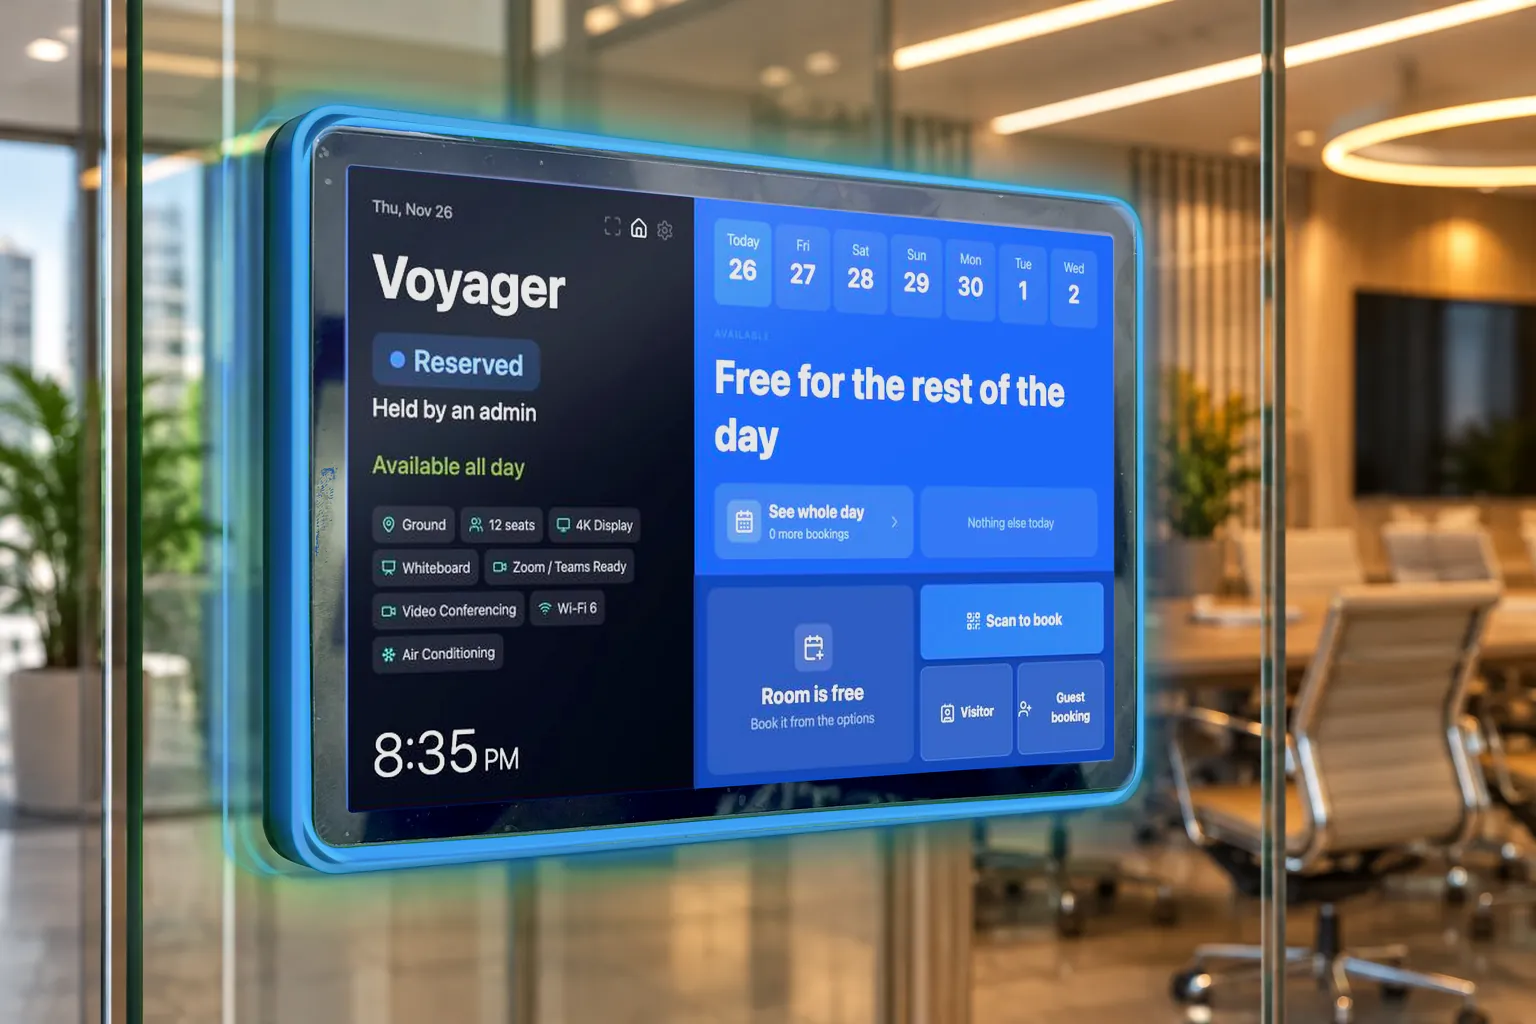 Thu, Nov 26
Voyager
Reserved
Held by an admin
Available all day
Ground
12 seats
4K Display
Whiteboard
Zoom / Teams Ready
Video Conferencing
Wi-Fi 6
Air Conditioning
8:35 PM
Today
26
Fri
27
Sat
28
Sun
29
Mon
30
Tue
1
Wed
2
AVAILABLE
Free for the rest of the
day
See whole day
0 more bookings
Nothing else today
Room is free
Book it from the options
Scan to book
Visitor
Guest
booking